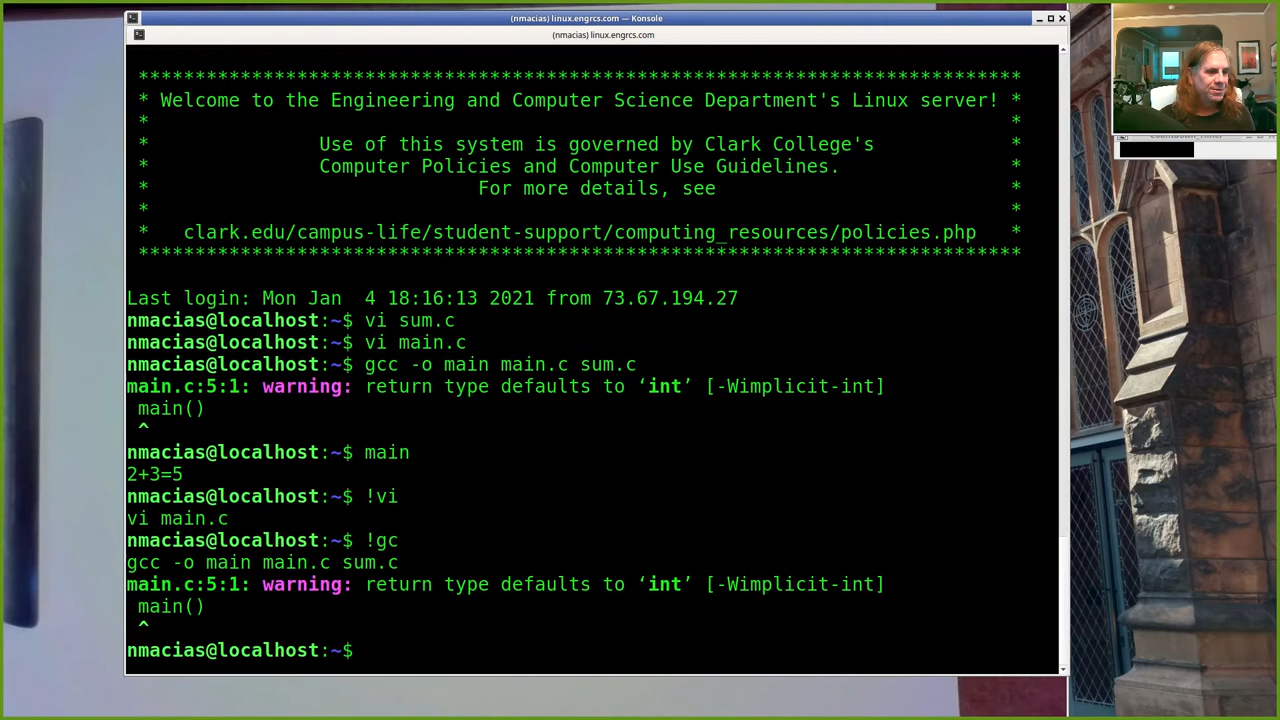 (nmacias) linux.engrcs.com — Konsole
(nmacias) linux.engrcs.com
******************************************************************************
* Welcome to the Engineering and Computer Science Department's Linux server! *
* *
* Use of this system is governed by Clark College's *
* Computer Policies and Computer Use Guidelines. *
* For more details, see *
* *
* clark.edu/campus-life/student-support/computing_resources/policies.php *
******************************************************************************
Last login: Mon Jan  4 18:16:13 2021 from 73.67.194.27
nmacias@localhost:~$ vi sum.c
nmacias@localhost:~$ vi main.c
nmacias@localhost:~$ gcc -o main main.c sum.c
main.c:5:1: warning: return type defaults to ‘int’ [-Wimplicit-int]
main()
^
nmacias@localhost:~$ main
2+3=5
nmacias@localhost:~$ !vi
vi main.c
nmacias@localhost:~$ !gc
gcc -o main main.c sum.c
main.c:5:1: warning: return type defaults to ‘int’ [-Wimplicit-int]
main()
^
nmacias@localhost:~$